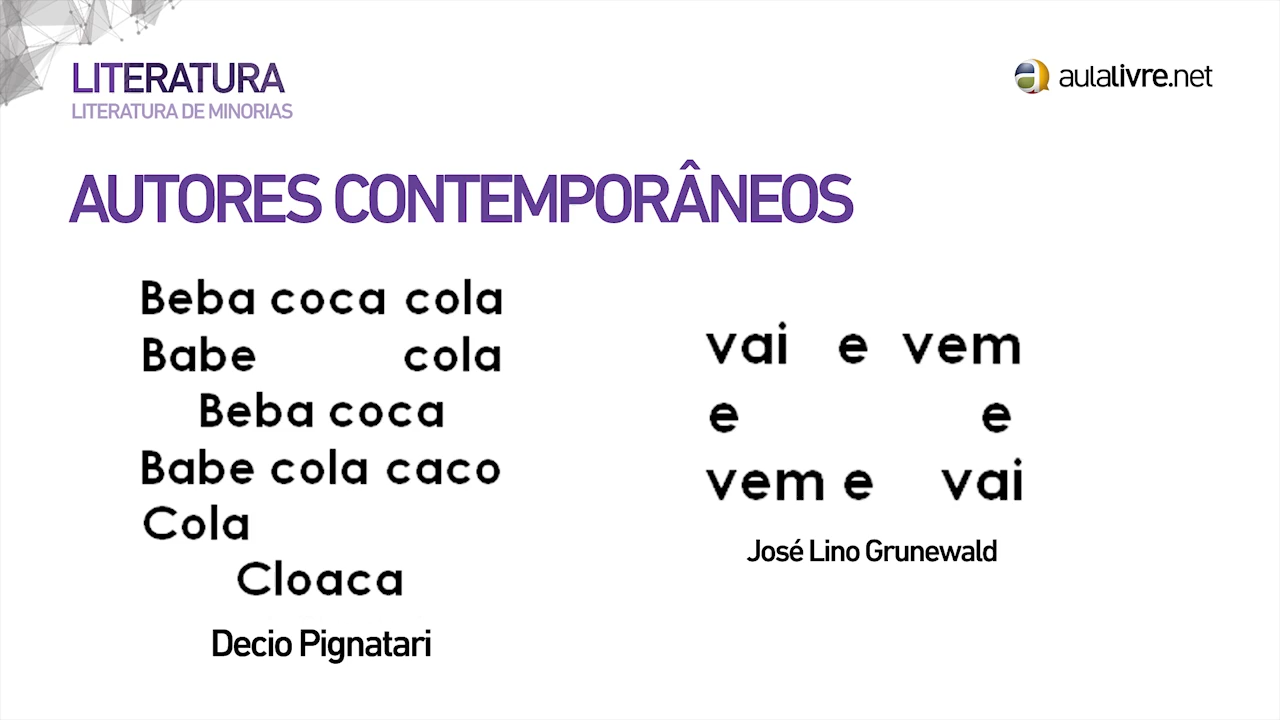 LITERATURA
LITERATURA DE MINORIAS
aulalivre.net
AUTORES CONTEMPORÂNEOS
Beba coca cola
Babe cola
Beba coca
Babe cola caco
Cola
Cloaca
Decio Pignatari
vai e vem
e e
vem e vai
José Lino Grunewald